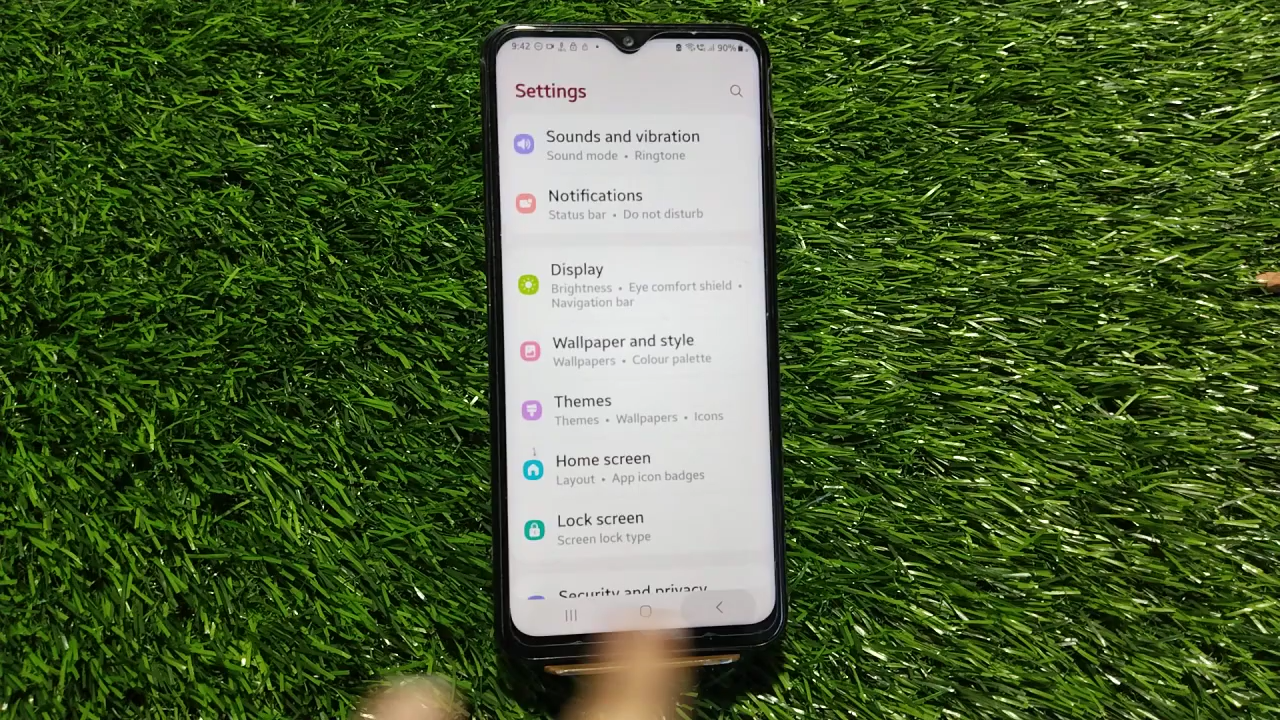 9:42 90%
Settings
Sounds and vibration
Sound mode • Ringtone
Notifications
Status bar • Do not disturb
Display
Brightness • Eye comfort shield •
Navigation bar
Wallpaper and style
Wallpapers • Colour palette
Themes
Themes • Wallpapers • Icons
Home screen
Layout • App icon badges
Lock screen
Screen lock type
Security and privacy